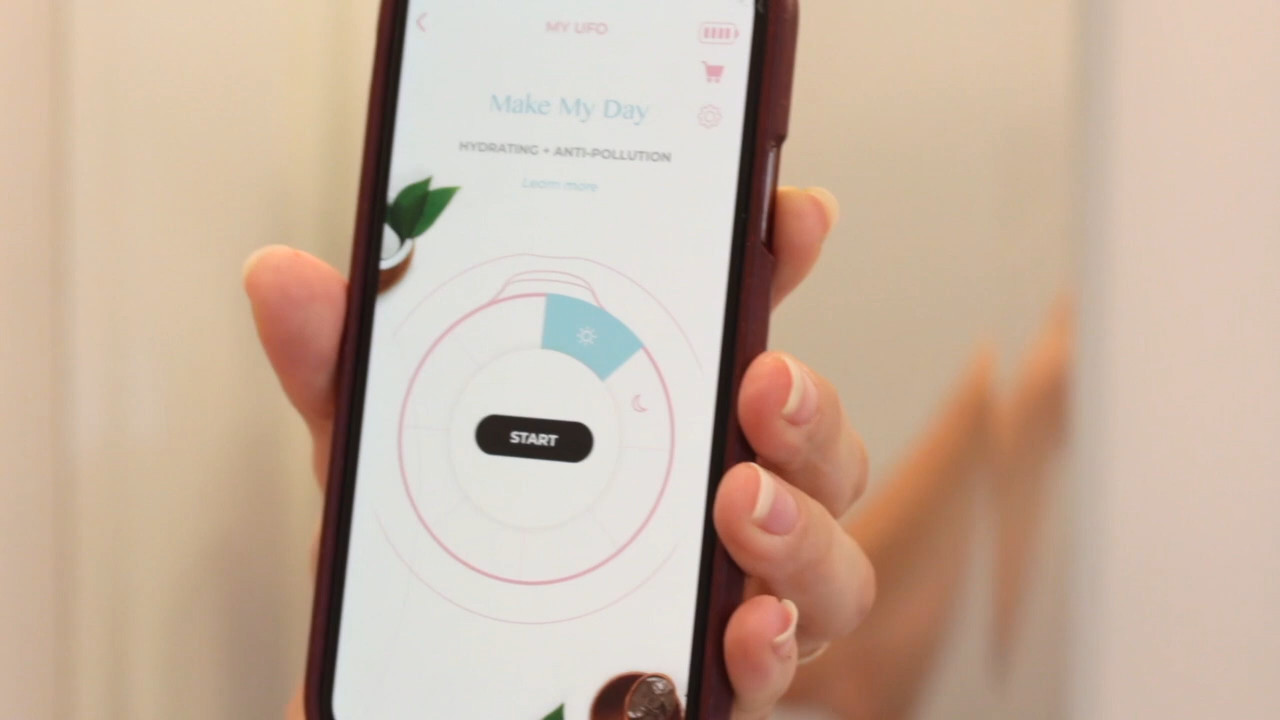 MY UFO
Make My Day
HYDRATING + ANTI-POLLUTION
Learn more
START